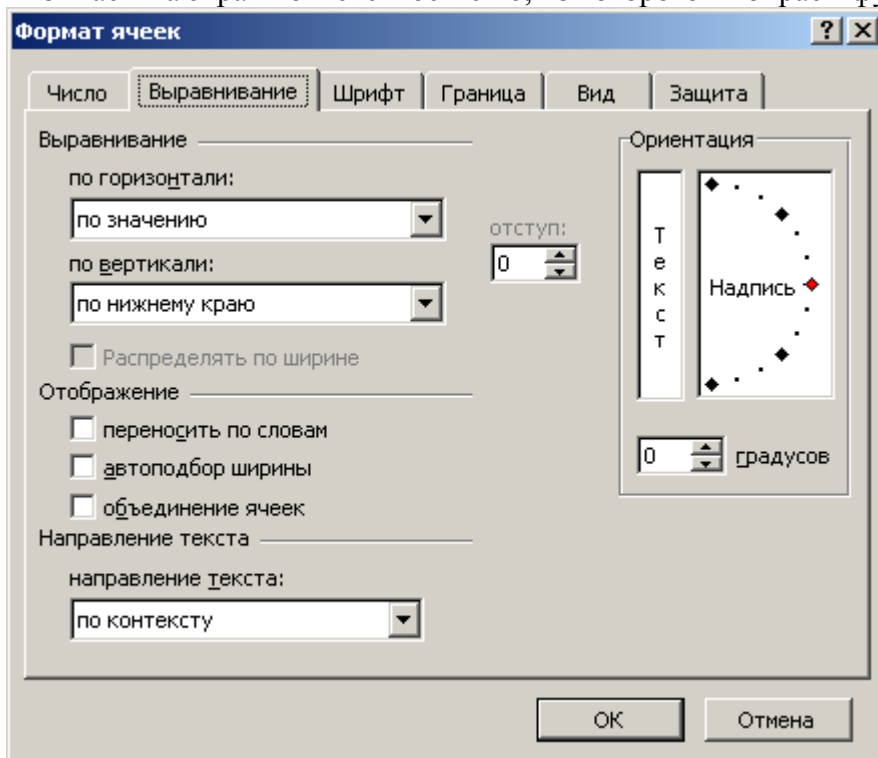 Формат ячеек
Число Выравнивание Шрифт Граница Вид Защита
Выравнивание
по горизонтали:
по значению
отступ:
0
по вертикали:
по нижнему краю
Распределять по ширине
Отображение
переносить по словам
автоподбор ширины
объединение ячеек
Направление текста
направление текста:
по контексту
Ориентация
Текст
Надпись
0 градусов
ОК Отмена